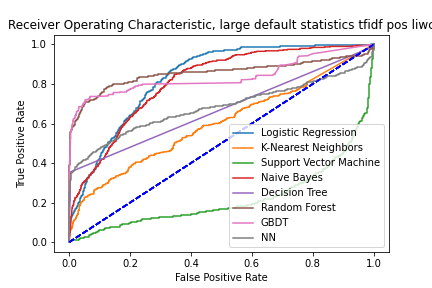 Receiver Operating Characteristic, large default statistics tfidf pos liwc
1.0
0.8
0.6
0.4
0.2
0.0
True Positive Rate
Logistic Regression
K-Nearest Neighbors
Support Vector Machine
Naive Bayes
Decision Tree
Random Forest
GBDT
NN
0.0 0.2 0.4 0.6 0.8 1.0
False Positive Rate